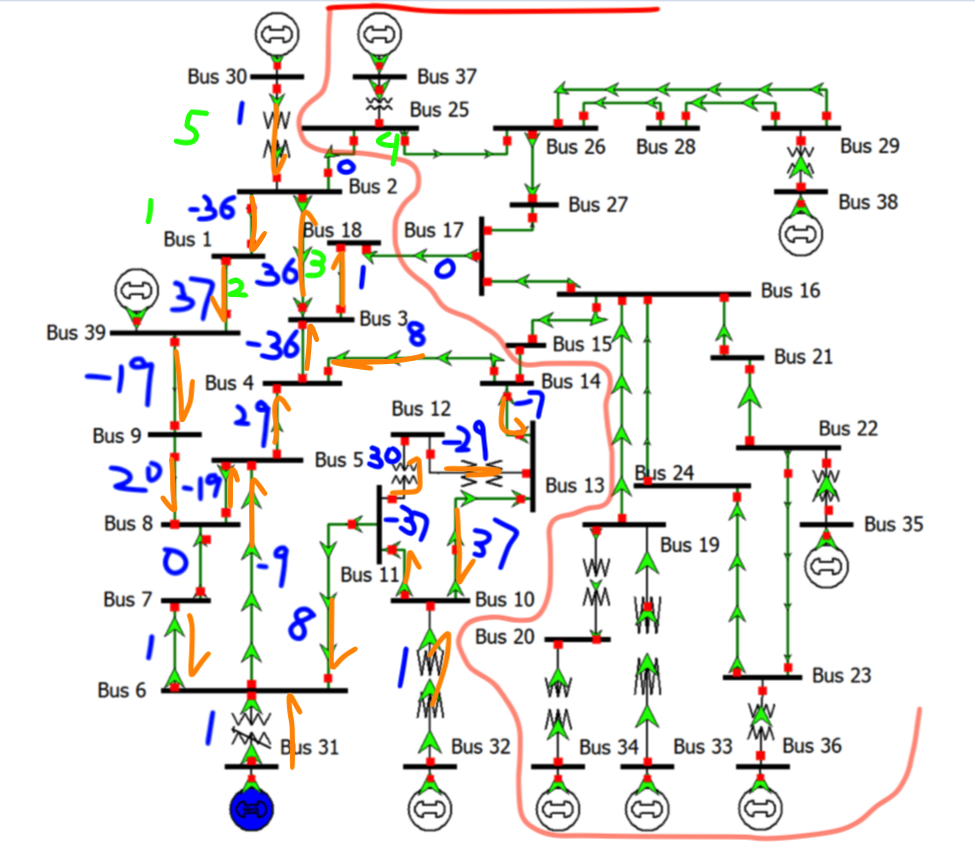 Bus 30
Bus 37
1
5
Bus 25
4
Bus 26
Bus 28
Bus 29
0
Bus 2
Bus 38
1
-36
Bus 27
Bus 1
Bus 18
Bus 17
36
3
1
0
37
2
Bus 16
Bus 39
Bus 3
-36
8
Bus 15
Bus 21
-19
Bus 4
Bus 14
-7
29
Bus 12
-29
Bus 9
Bus 22
20
-19
Bus 5
30
Bus 24
Bus 13
Bus 8
-37
37
Bus 35
Bus 19
0
-9
Bus 11
Bus 7
Bus 10
8
1
Bus 20
1
Bus 6
Bus 23
1
Bus 31
Bus 32
Bus 34
Bus 33
Bus 36